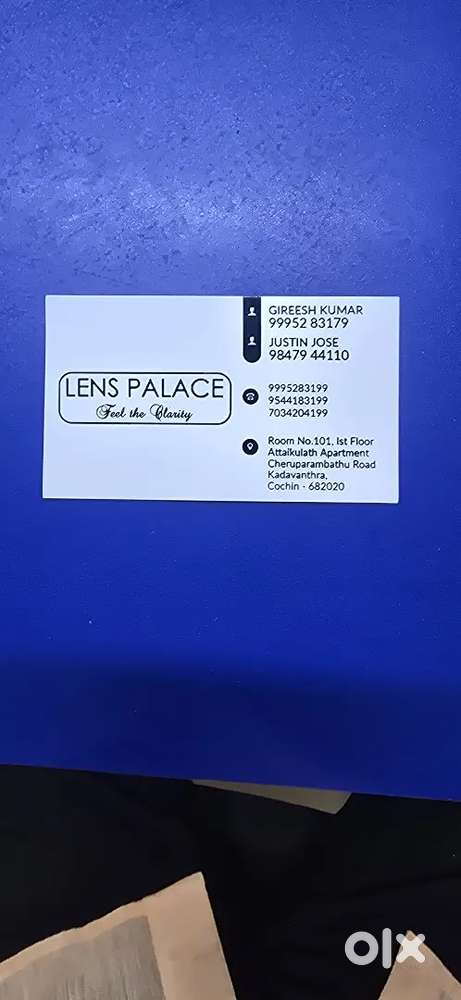 LENS PALACE
Feel the Clarity
GIREESH KUMAR
99952 83179
JUSTIN JOSE
98479 44110
9995283199
9544183199
7034204199
Room No.101, Ist Floor
Attaikulath Apartment
Cheruparambathu Road
Kadavanthra,
Cochin - 682020
olx